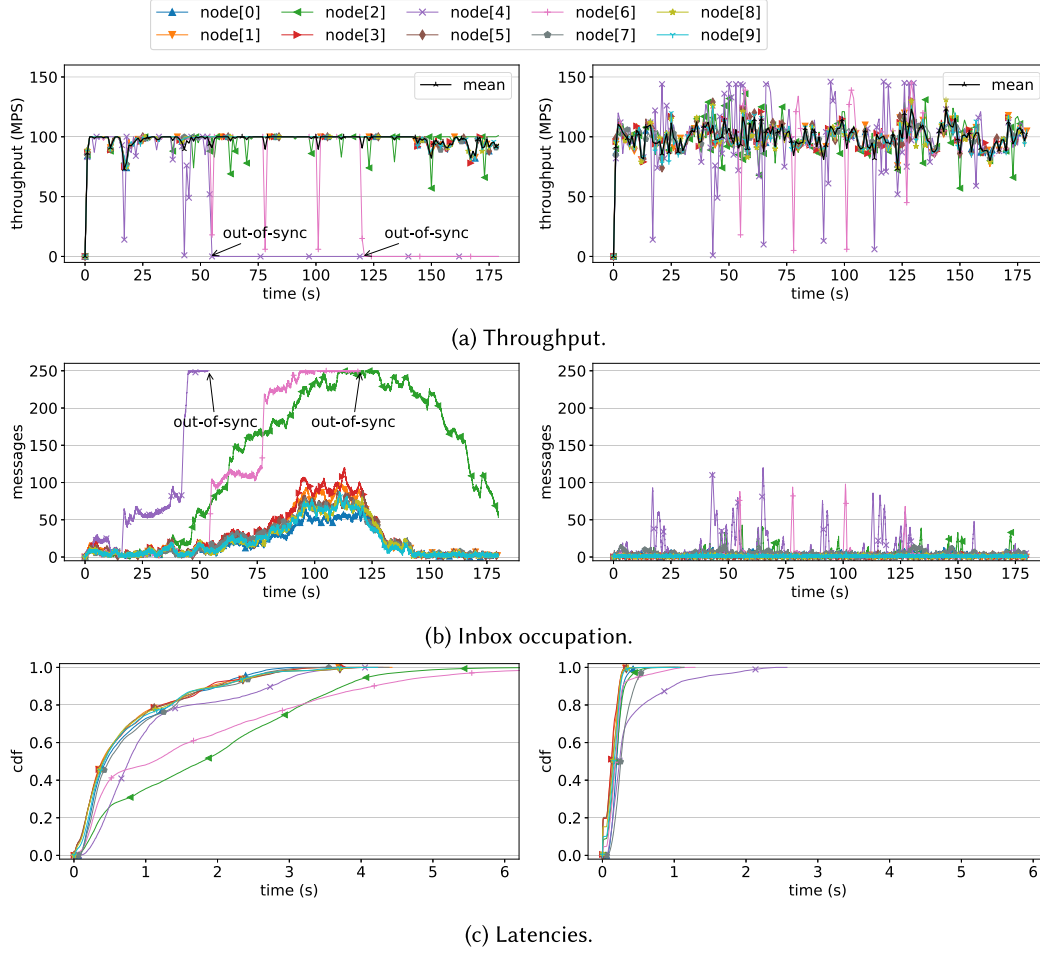 node[0] node[2] node[4] node[6] node[8]
node[1] node[3] node[5] node[7] node[9]
throughput (MPS)
150
100
50
0
mean
out-of-sync
out-of-sync
0 25 50 75 100 125 150 175
time (s)
throughput (MPS)
150
100
50
0
mean
0 25 50 75 100 125 150 175
time (s)
(a) Throughput.
messages
250
200
150
100
50
0
out-of-sync
out-of-sync
0 25 50 75 100 125 150 175
time (s)
messages
250
200
150
100
50
0
0 25 50 75 100 125 150 175
time (s)
(b) Inbox occupation.
cdf
1.0
0.8
0.6
0.4
0.2
0.0
0 1 2 3 4 5 6
time (s)
cdf
1.0
0.8
0.6
0.4
0.2
0.0
0 1 2 3 4 5 6
time (s)
(c) Latencies.